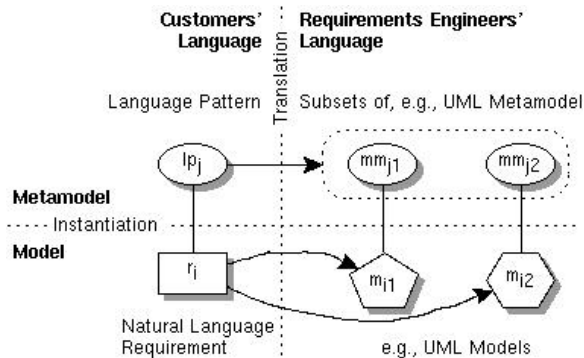 Customers' Language
Requirements Engineers' Language
Translation
Language Pattern
Subsets of, e.g., UML Metamodel
lpj
mmj1
mmj2
Metamodel
Instantiation
Model
ri
mi1
mi2
Natural Language
Requirement
e.g., UML Models